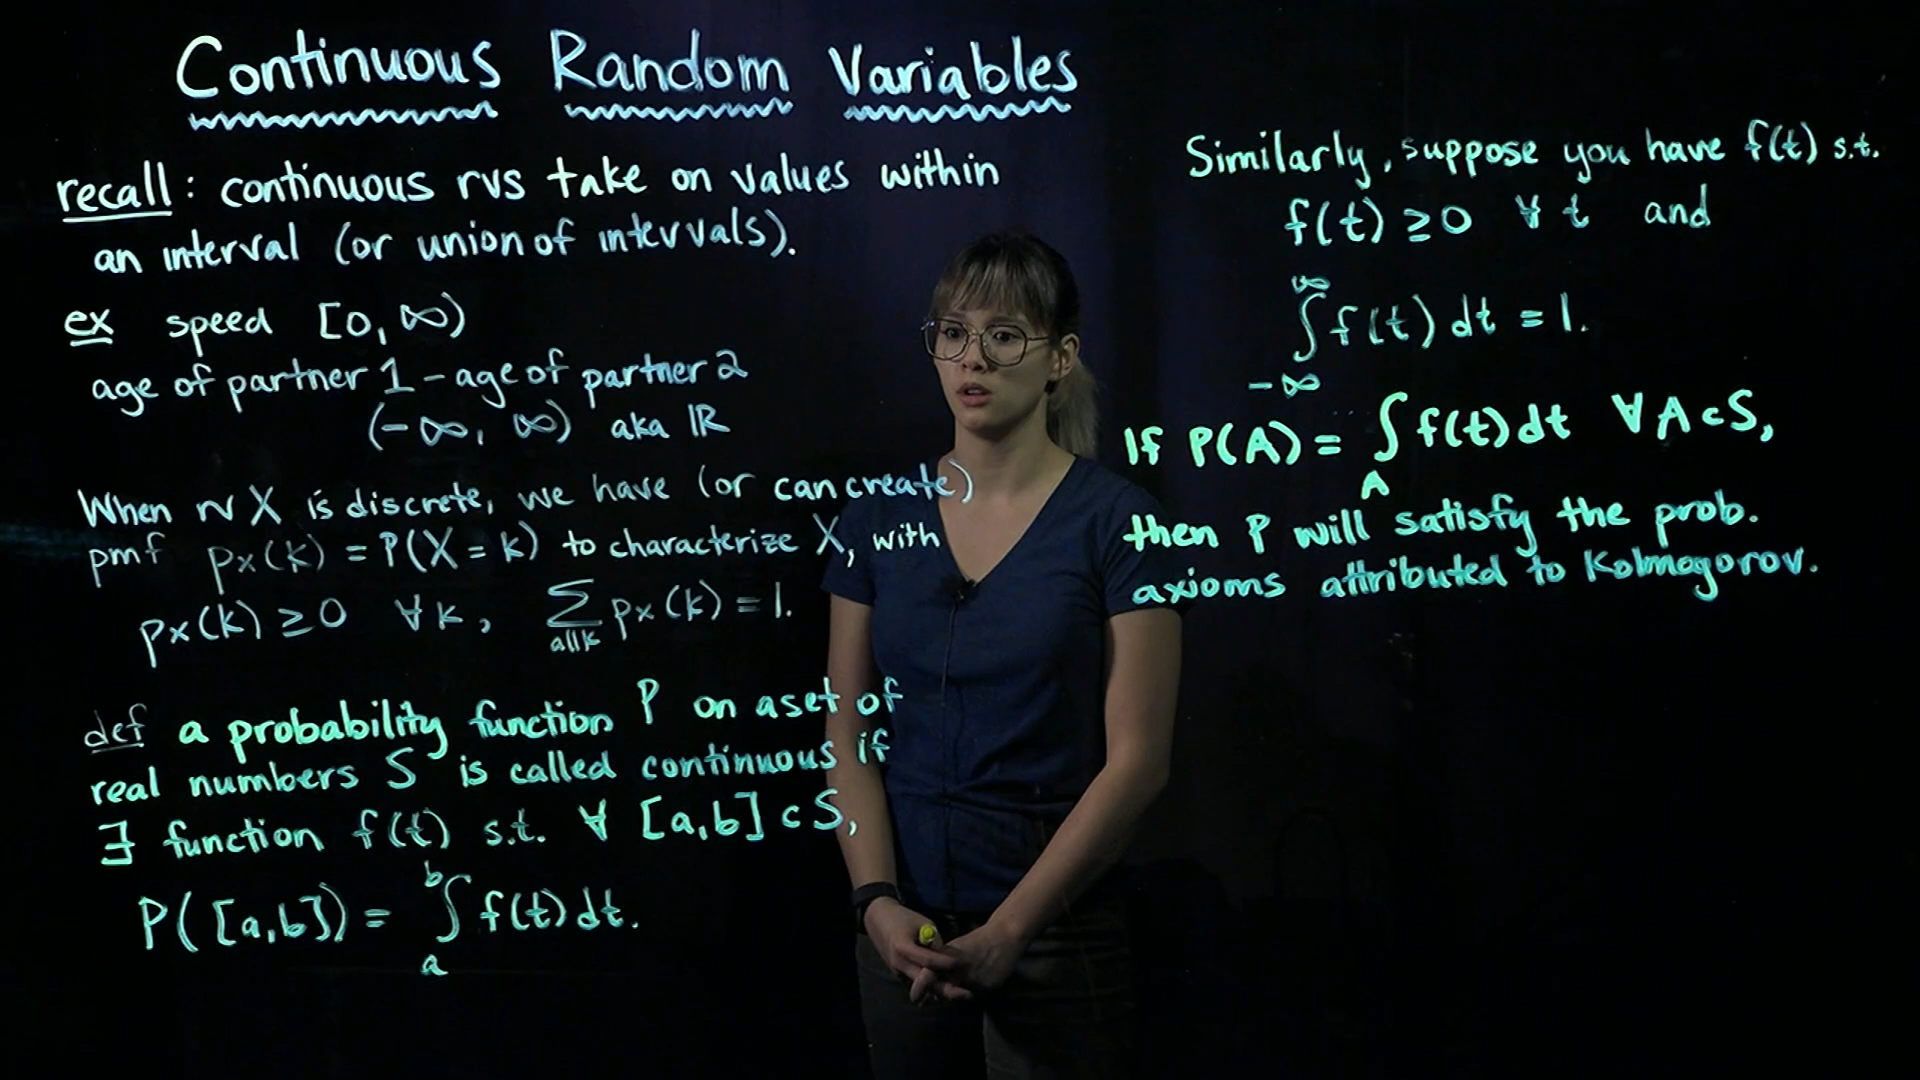 Continuous Random Variables
recall: continuous rvs take on values within
an interval (or union of intervals).
ex speed [0, ∞)
age of partner 1 - age of partner 2
(-∞, ∞) aka ℝ
When rv X is discrete, we have (or can create)
pmf pₓ(k) = P(X = k) to characterize X, with
pₓ(k) ≥ 0 ∀ k, ∑ pₓ(k) = 1.
all k
def a probability function P on a set of
real numbers S is called continuous if
∃ function f(t) s.t. ∀ [a,b] ⊂ S,
P([a,b]) = ∫ₐᵇ f(t) dt.
Similarly, suppose you have f(t) s.t.
f(t) ≥ 0 ∀ t and
∞
∫ f(t) dt = 1.
-∞
If P(A) = ∫ f(t) dt ∀ A ⊂ S,
A
then P will satisfy the prob.
axioms attributed to Kolmogorov.